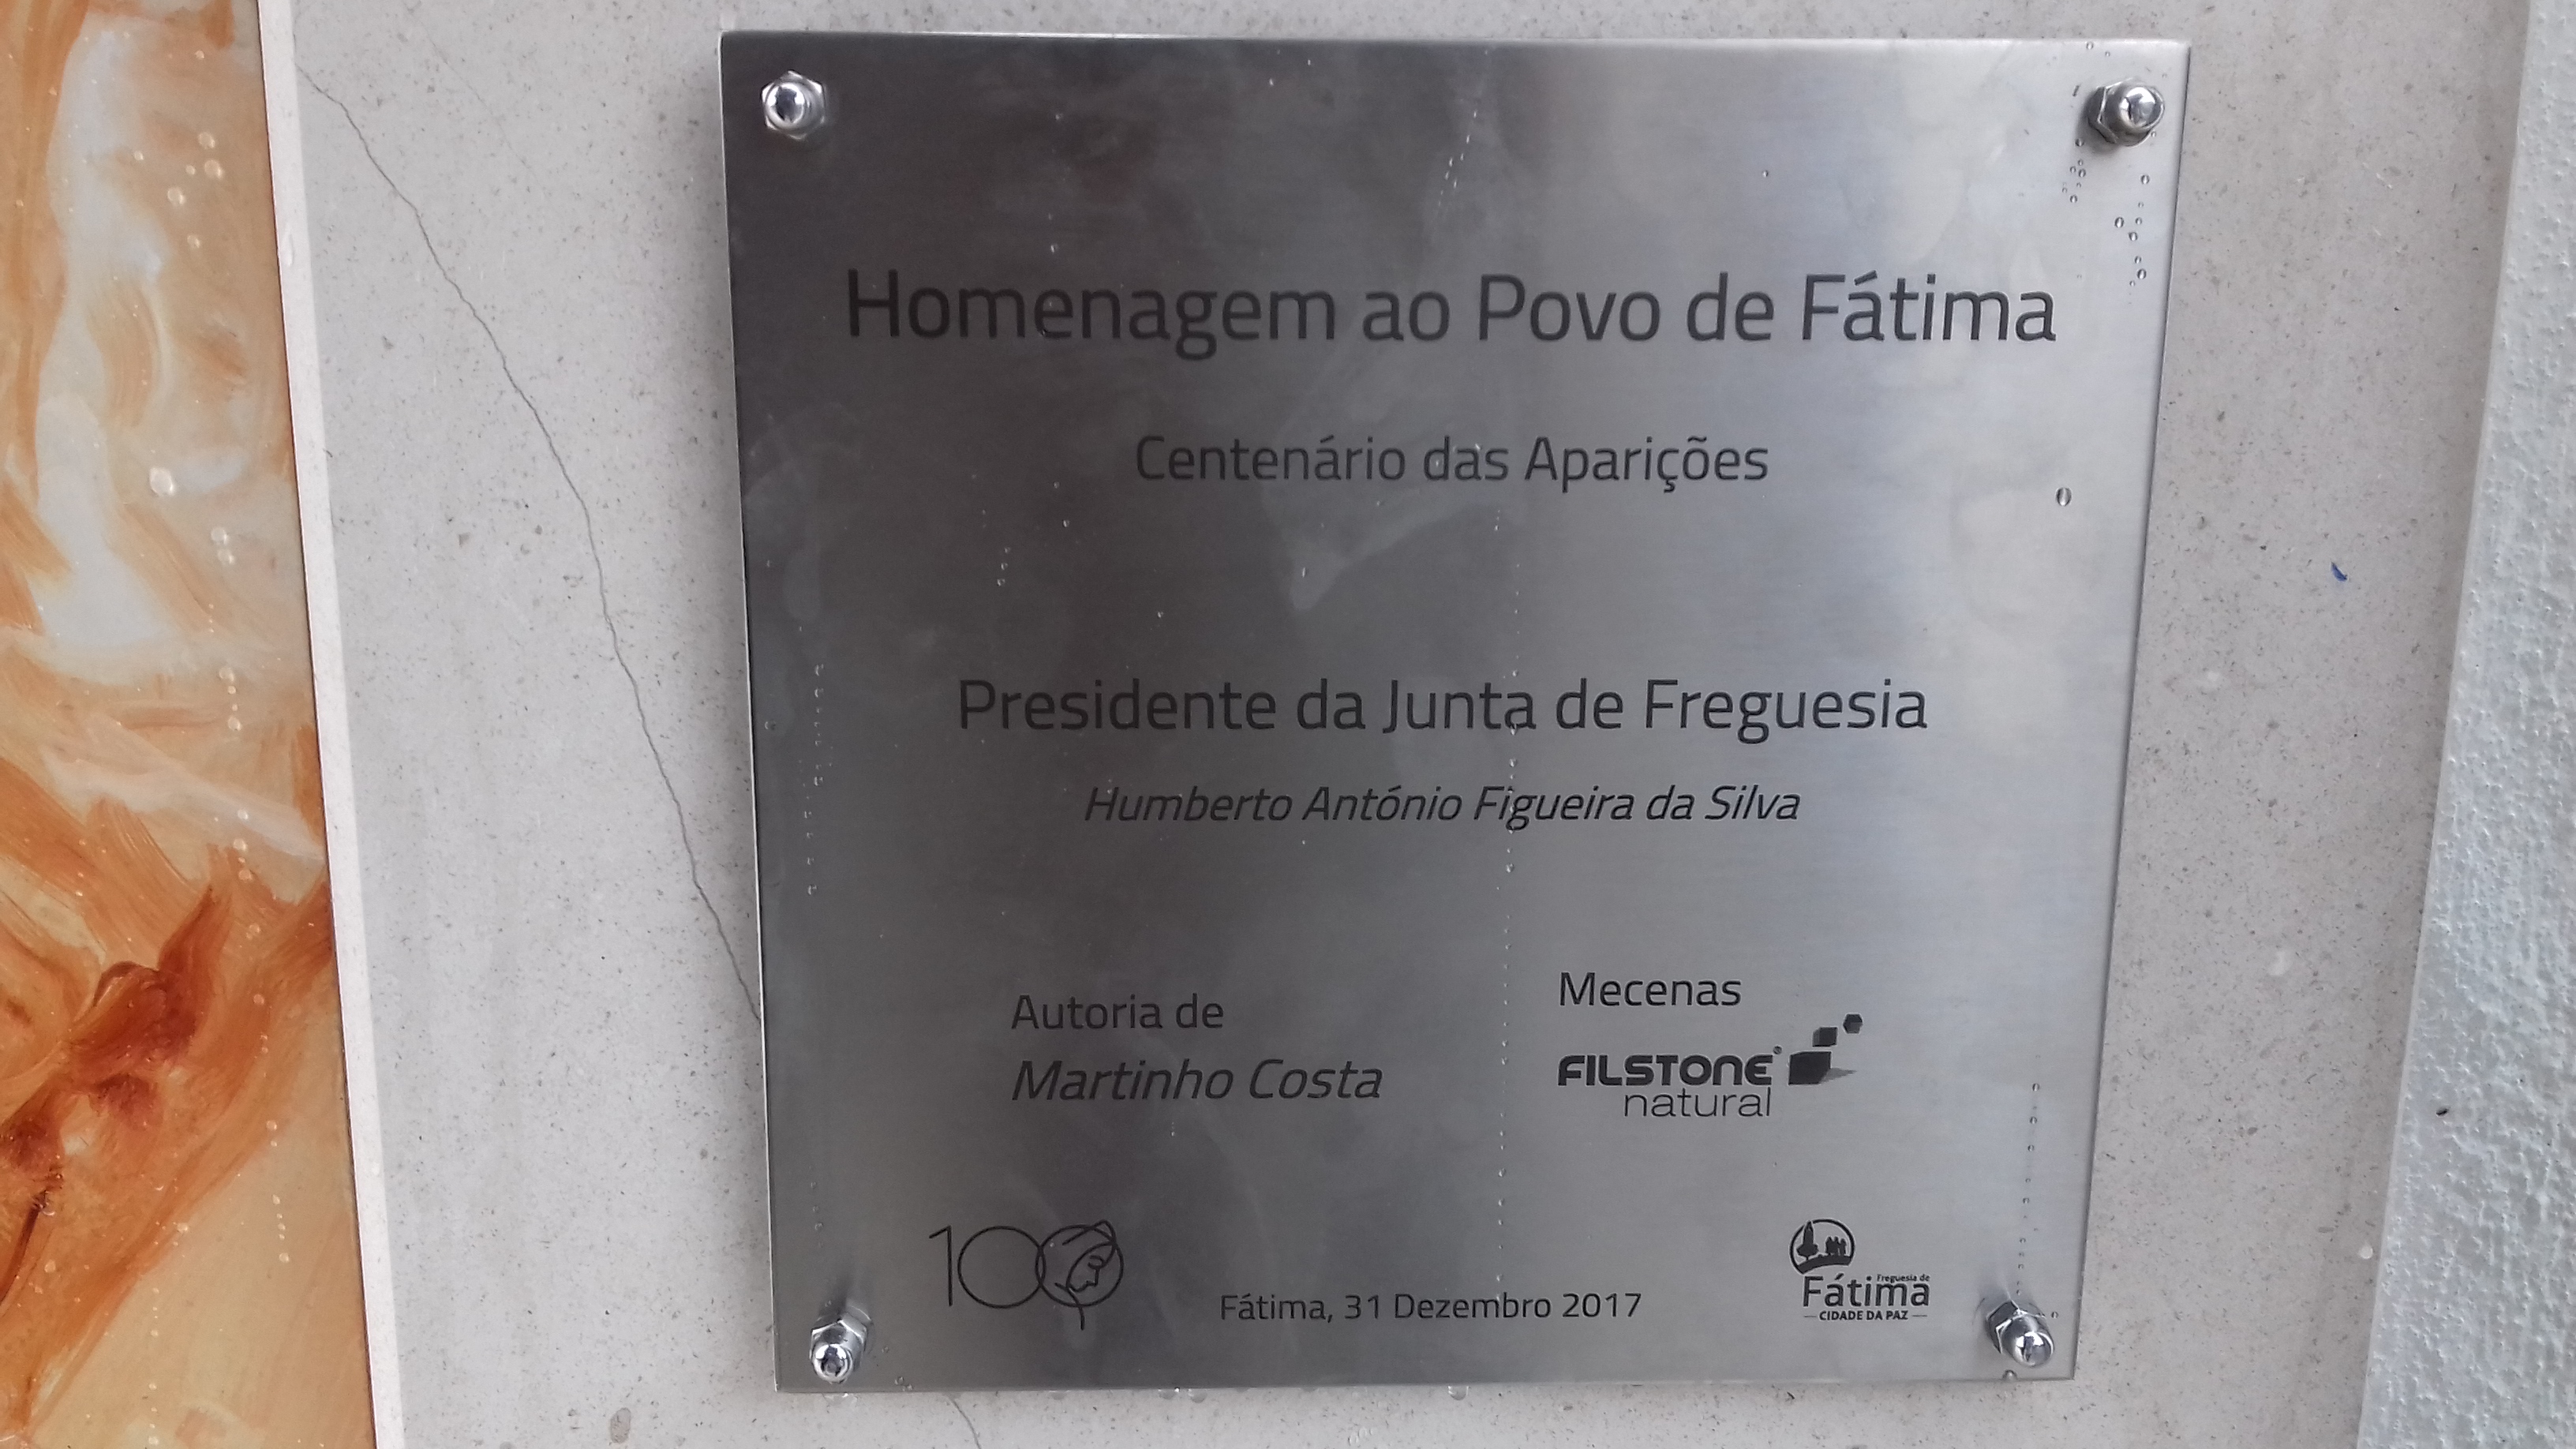 Homenagem ao Povo de Fátima
Centenário das Aparições
Presidente da Junta de Freguesia
Humberto António Figueira da Silva
Autoria de
Martinho Costa
Mecenas
FILSTONE®
natural
100
Fátima, 31 Dezembro 2017
Freguesia de
Fátima
CIDADE DA PAZ